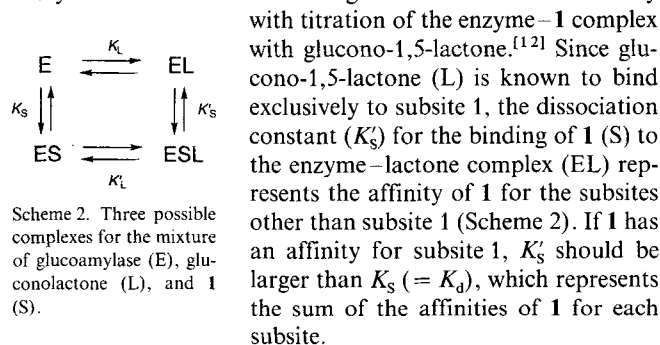 with titration of the enzyme–1 complex
with glucono-1,5-lactone.[12] Since glu-
cono-1,5-lactone (L) is known to bind
exclusively to subsite 1, the dissociation
constant (K′S) for the binding of 1 (S) to
the enzyme–lactone complex (EL) rep-
resents the affinity of 1 for the subsites
other than subsite 1 (Scheme 2). If 1 has
an affinity for subsite 1, K′S should be
larger than KS (= Kd), which represents
the sum of the affinities of 1 for each
subsite.
KL
E EL
KS K′S
ES ESL
K′L
Scheme 2. Three possible
complexes for the mixture
of glucoamylase (E), glu-
conolactone (L), and 1
(S).